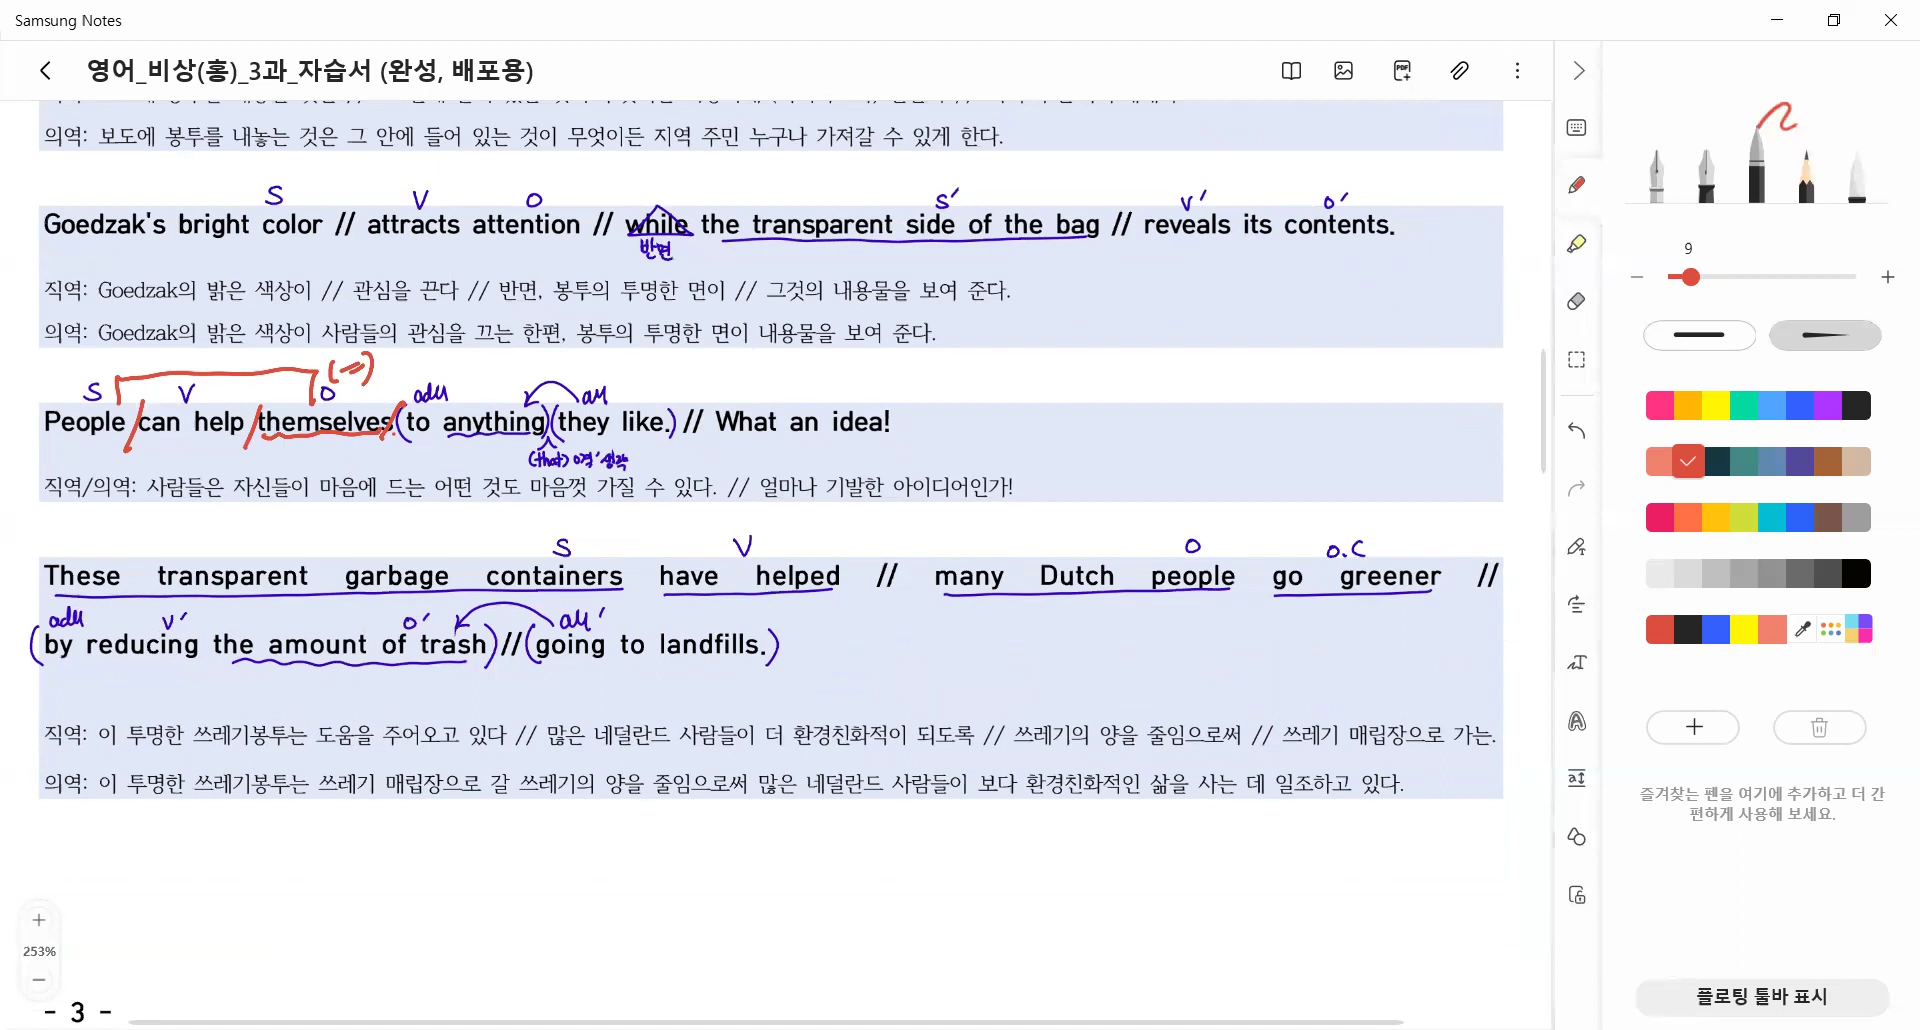 Samsung Notes
영어_비상(홍)_3과_자습서 (완성, 배포용)
의역: 보도에 봉투를 내놓는 것은 그 안에 들어 있는 것이 무엇이든 지역 주민 누구나 가져갈 수 있게 한다.
S V O S′ V′ O′
Goedzak's bright color // attracts attention // while the transparent side of the bag // reveals its contents.
반면
직역: Goedzak의 밝은 색상이 // 관심을 끈다 // 반면, 봉투의 투명한 면이 // 그것의 내용물을 보여 준다.
의역: Goedzak의 밝은 색상이 사람들의 관심을 끄는 한편, 봉투의 투명한 면이 내용물을 보여 준다.
S V O
People can help themselves (to anything) (they like.) // What an idea!
(that) 생략
직역/의역: 사람들은 자신들이 마음에 드는 어떤 것도 마음껏 가질 수 있다. // 얼마나 기발한 아이디어인가!
S V O O.C
These transparent garbage containers have helped // many Dutch people go greener //
V′ O′
(by reducing the amount of trash) // (going to landfills.)
직역: 이 투명한 쓰레기봉투는 도움을 주어오고 있다 // 많은 네덜란드 사람들이 더 환경친화적이 되도록 // 쓰레기의 양을 줄임으로써 // 쓰레기 매립장으로 가는.
의역: 이 투명한 쓰레기봉투는 쓰레기 매립장으로 갈 쓰레기의 양을 줄임으로써 많은 네덜란드 사람들이 보다 환경친화적인 삶을 사는 데 일조하고 있다.
- 3 -
253%
9
즐겨찾는 펜을 여기에 추가하고 더 간
편하게 사용해 보세요.
플로팅 툴바 표시